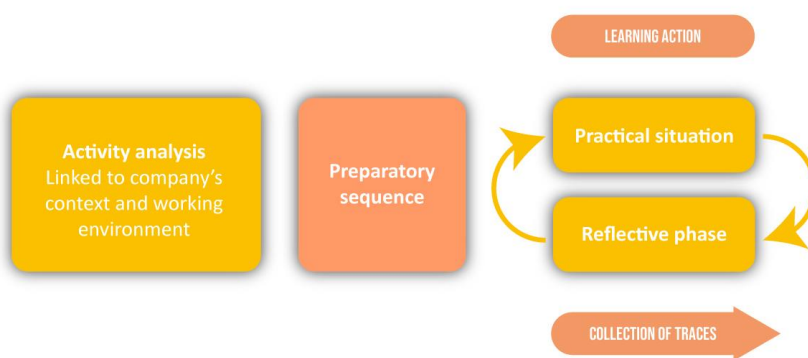 LEARNING ACTION
Activity analysis
Linked to company's
context and working
environment
Preparatory
sequence
Practical situation
Reflective phase
COLLECTION OF TRACES